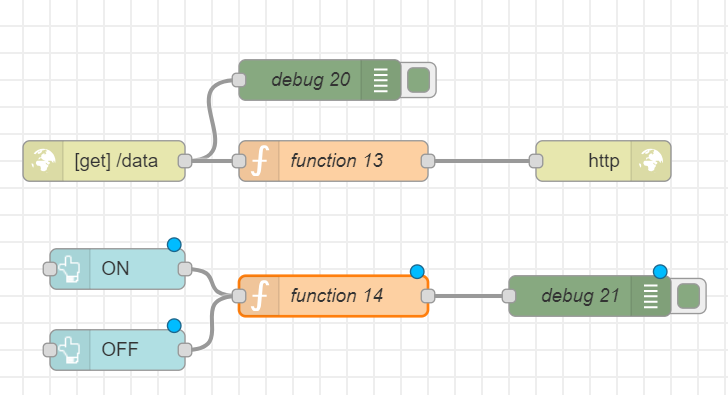 debug 20
[get] /data
function 13
http
ON
function 14
debug 21
OFF